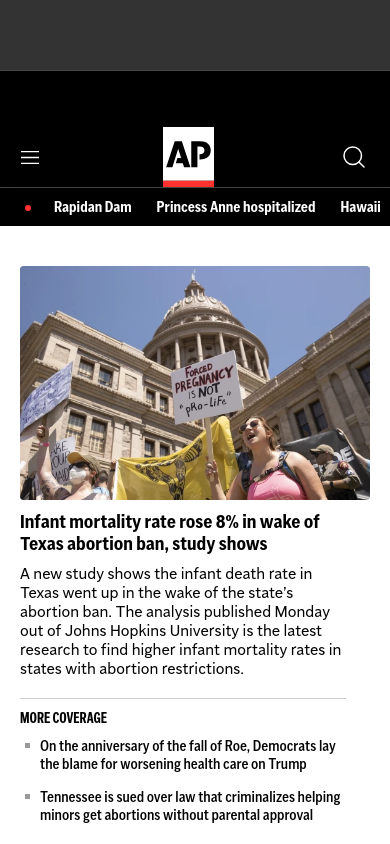 AP
Rapidan Dam Princess Anne hospitalized Hawaii
FORCED
PREGNANCY
IS NOT
"pRo-LiFe"
ARE
YOUR
Infant mortality rate rose 8% in wake of
Texas abortion ban, study shows
A new study shows the infant death rate in
Texas went up in the wake of the state's
abortion ban. The analysis published Monday
out of Johns Hopkins University is the latest
research to find higher infant mortality rates in
states with abortion restrictions.
MORE COVERAGE
On the anniversary of the fall of Roe, Democrats lay
the blame for worsening health care on Trump
Tennessee is sued over law that criminalizes helping
minors get abortions without parental approval